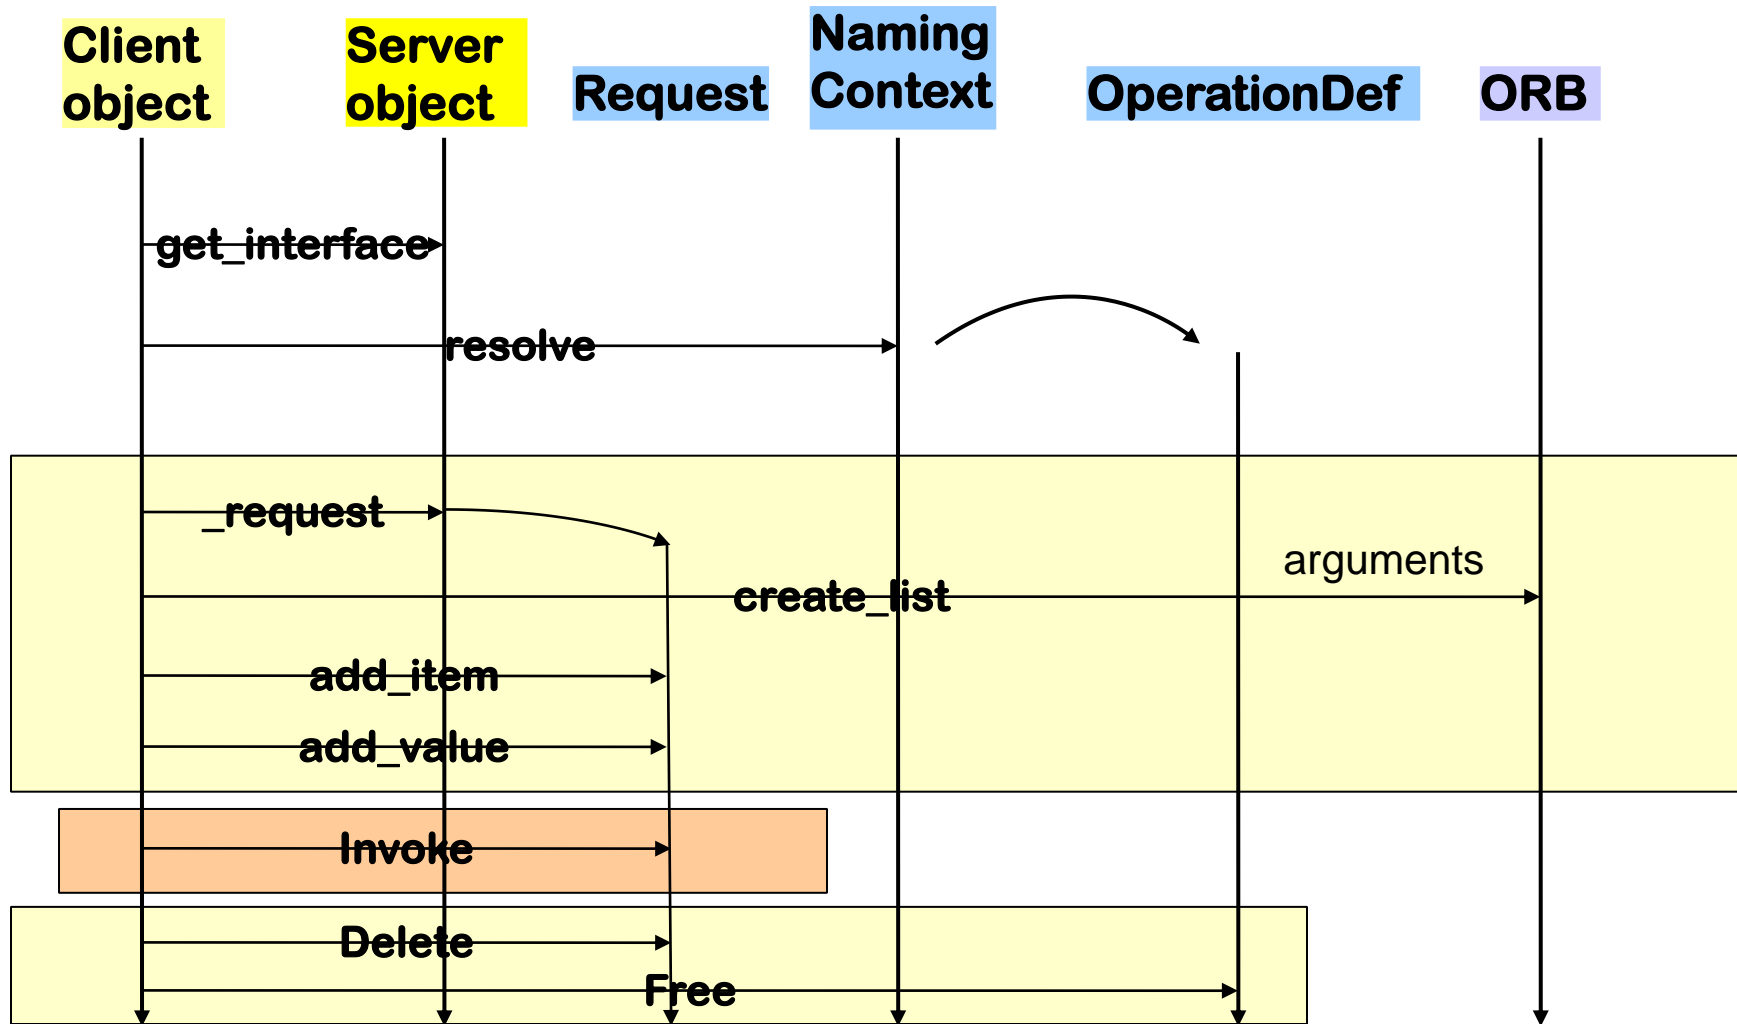 Client
object
Server
object
Request
Naming
Context
OperationDef
ORB
get_interface
resolve
_request
arguments
create_list
add_item
add_value
Invoke
Delete
Free